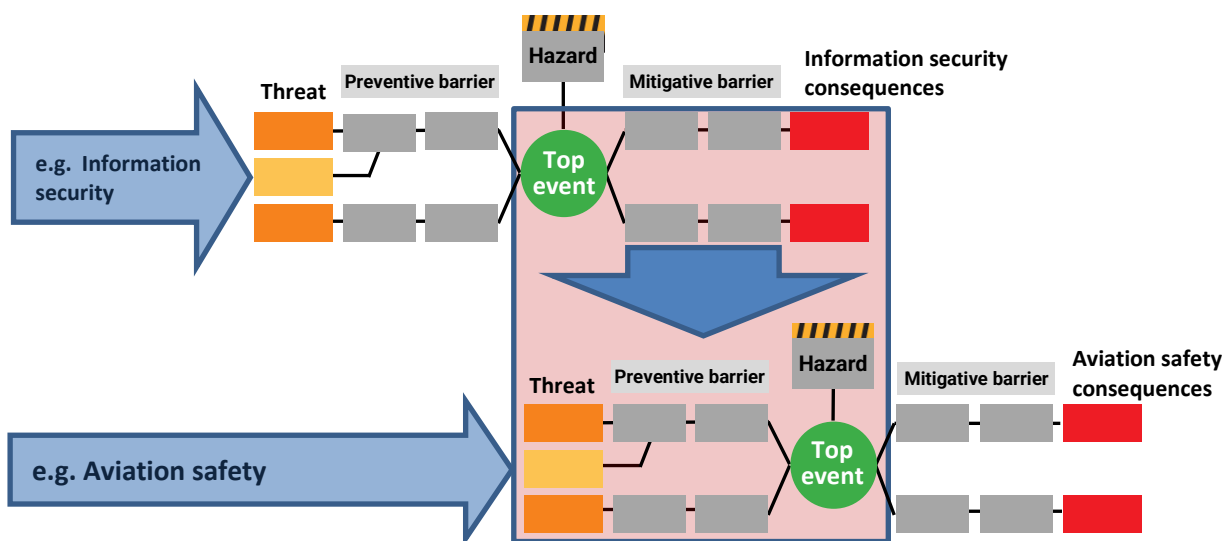 Hazard
Information security
consequences
Threat
Preventive barrier
Mitigative barrier
e.g. Information
security
Top
event
Hazard
Aviation safety
consequences
Threat
Preventive barrier
Mitigative barrier
e.g. Aviation safety
Top
event